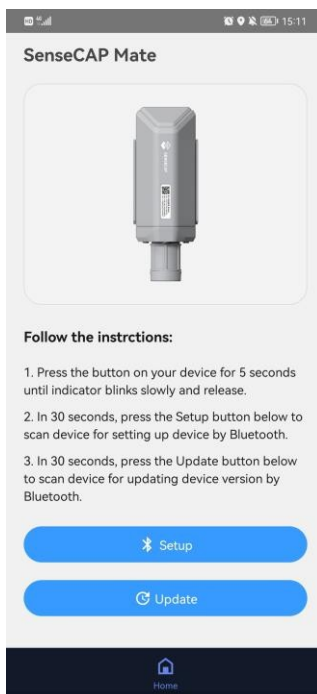 15:11
SenseCAP Mate
Follow the instrctions:
1. Press the button on your device for 5 seconds
until indicator blinks slowly and release.
2. In 30 seconds, press the Setup button below to
scan device for setting up device by Bluetooth.
3. In 30 seconds, press the Update button below
to scan device for updating device version by
Bluetooth.
Setup
Update
Home